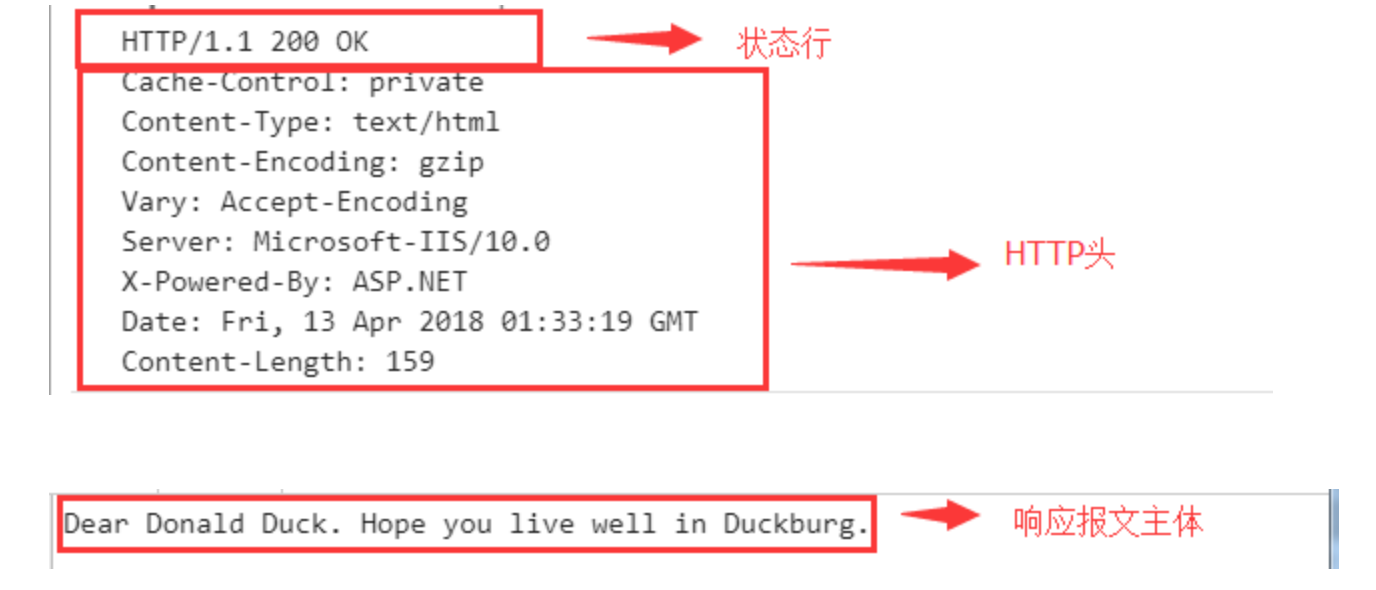 HTTP/1.1 200 OK 状态行
Cache-Control: private
Content-Type: text/html
Content-Encoding: gzip
Vary: Accept-Encoding
Server: Microsoft-IIS/10.0 HTTP头
X-Powered-By: ASP.NET
Date: Fri, 13 Apr 2018 01:33:19 GMT
Content-Length: 159
Dear Donald Duck. Hope you live well in Duckburg. 响应报文主体